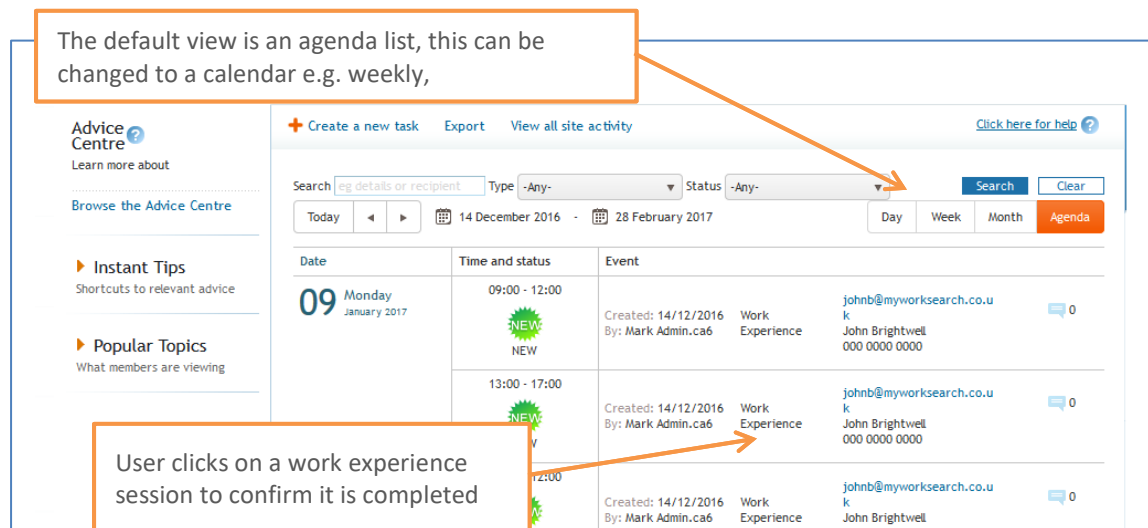 The default view is an agenda list, this can be
changed to a calendar e.g. weekly,
Advice
Centre
Learn more about
Browse the Advice Centre
Instant Tips
Shortcuts to relevant advice
Popular Topics
What members are viewing
Create a new task Export View all site activity Click here for help
Search eg details or recipient Type -Any- Status -Any- Search Clear
Today 14 December 2016 - 28 February 2017 Day Week Month Agenda
Date Time and status Event
09 Monday
January 2017
09:00 - 12:00
NEW
NEW
Created: 14/12/2016
By: Mark Admin.ca6
Work
Experience
johnb@myworksearch.co.u
k
John Brightwell
000 0000 0000
0
13:00 - 17:00
NEW
Created: 14/12/2016
By: Mark Admin.ca6
Work
Experience
johnb@myworksearch.co.u
k
John Brightwell
000 0000 0000
0
12:00
Created: 14/12/2016
By: Mark Admin.ca6
Work
Experience
johnb@myworksearch.co.u
k
John Brightwell
0
User clicks on a work experience
session to confirm it is completed